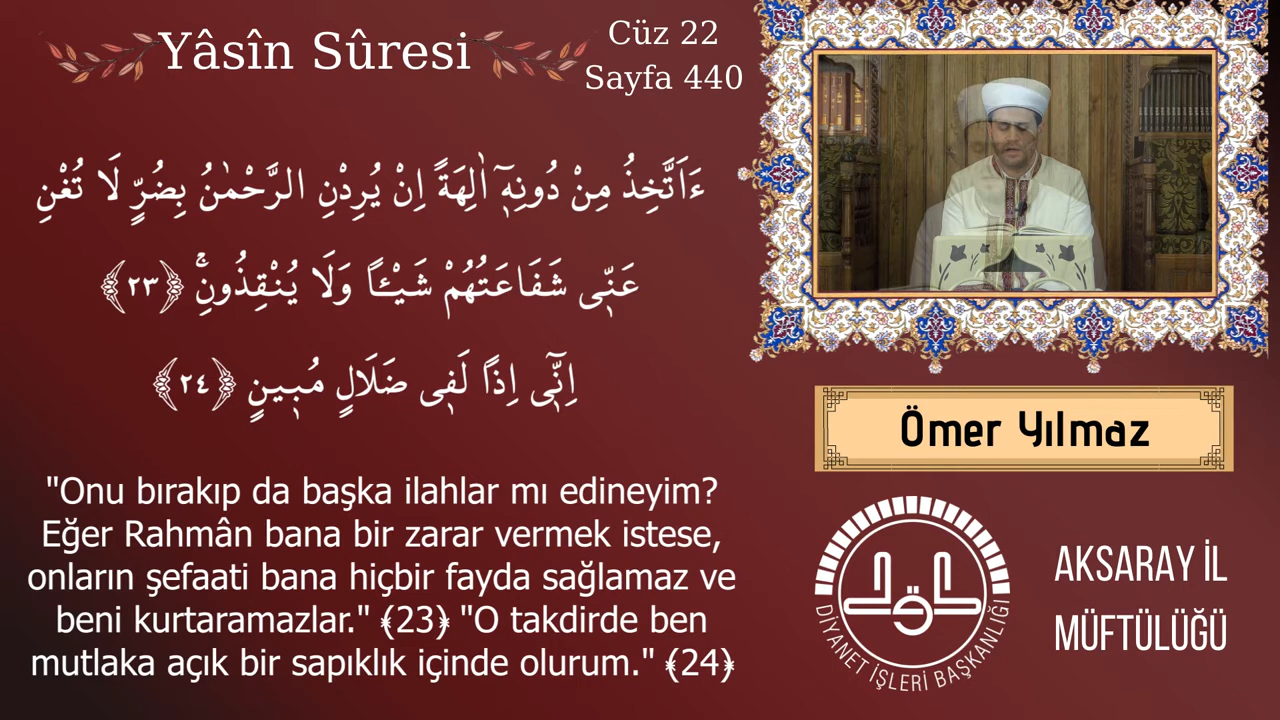 Yâsîn Sûresi
Cüz 22
Sayfa 440
ءَاَتَّخِذُ مِنْ دُونِه۪ٓ اٰلِهَةً اِنْ يُرِدْنِ الرَّحْمٰنُ بِضُرٍّ لَا تُغْنِ
عَنّ۪ى شَفَاعَتُهُمْ شَيْـًٔا وَلَا يُنْقِذُونِۚ ﴿٢٣﴾
اِنّ۪ٓى اِذًا لَف۪ى ضَلَالٍ مُب۪ينٍ ﴿٢٤﴾
"Onu bırakıp da başka ilahlar mı edineyim?
Eğer Rahmân bana bir zarar vermek istese,
onların şefaati bana hiçbir fayda sağlamaz ve
beni kurtaramazlar." ﴾23﴿ "O takdirde ben
mutlaka açık bir sapıklık içinde olurum." ﴾24﴿
Ömer Yılmaz
DİYANET İŞLERİ BAŞKANLIĞI
AKSARAY İL
MÜFTÜLÜĞÜ